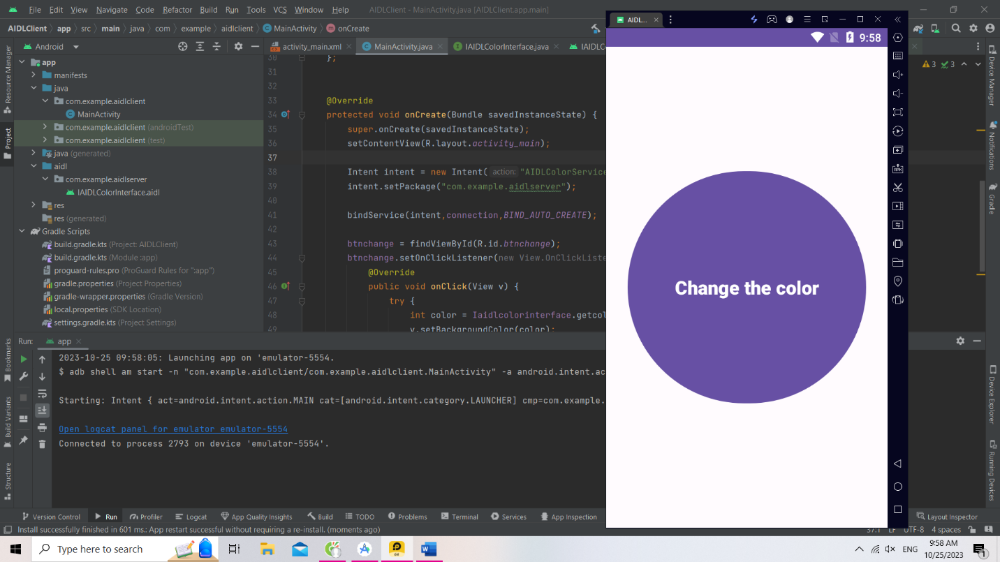 File Edit View Navigate Code Refactor Build Run Tools VCS Window Help AIDLClient - MainActivity.java [AIDLClient.app.main]
AIDLClient app src main java com example aidlclient MainActivity onCreate
Android
activity_main.xml MainActivity.java IAIDLColorInterface.java IAIDLC
Resource Manager
Project
Bookmarks
Build Variants
Structure
app
manifests
java
com.example.aidlclient
MainActivity
com.example.aidlclient (androidTest)
com.example.aidlclient (test)
java (generated)
aidl
com.example.aidlserver
IAIDLColorInterface.aidl
res
res (generated)
Gradle Scripts
build.gradle.kts (Project: AIDLClient)
build.gradle.kts (Module :app)
proguard-rules.pro (ProGuard Rules for ":app")
gradle.properties (Project Properties)
gradle-wrapper.properties (Gradle Version)
local.properties (SDK Location)
settings.gradle.kts (Project Settings)
30 };
31
32
33 @Override
34 protected void onCreate(Bundle savedInstanceState) {
35 super.onCreate(savedInstanceState);
36 setContentView(R.layout.activity_main);
37
38 Intent intent = new Intent( action: "AIDLColorService
39 intent.setPackage("com.example.aidlserver");
40
41 bindService(intent,connection,BIND_AUTO_CREATE);
42
43 btnchange = findViewById(R.id.btnchange);
44 btnchange.setOnClickListener(new View.OnClickListe
45 @Override
46 public void onClick(View v) {
47 try {
48 int color = Iaidlcolorinterface.getcol
49 v.setBackgroundColor(color);
3 3
AIDL...
9:58
Change the color
APK
Device Manager
Notifications
Gradle
Device Explorer
Running Devices
Run: app
2023-10-25 09:58:05: Launching app on 'emulator-5554.
$ adb shell am start -n "com.example.aidlclient/com.example.aidlclient.MainActivity" -a android.intent.ac
Starting: Intent { act=android.intent.action.MAIN cat=[android.intent.category.LAUNCHER] cmp=com.example.
Open logcat panel for emulator emulator-5554
Connected to process 2793 on device 'emulator-5554'.
Version Control Run Profiler Logcat App Quality Insights Build TODO Problems Terminal Services App Inspection Layout Inspector
Install successfully finished in 601 ms.: App restart successful without requiring a re-install. (moments ago) 37:1 LF UTF-8 4 spaces
Type here to search
64
ENG
9:58 AM
10/25/2023
1